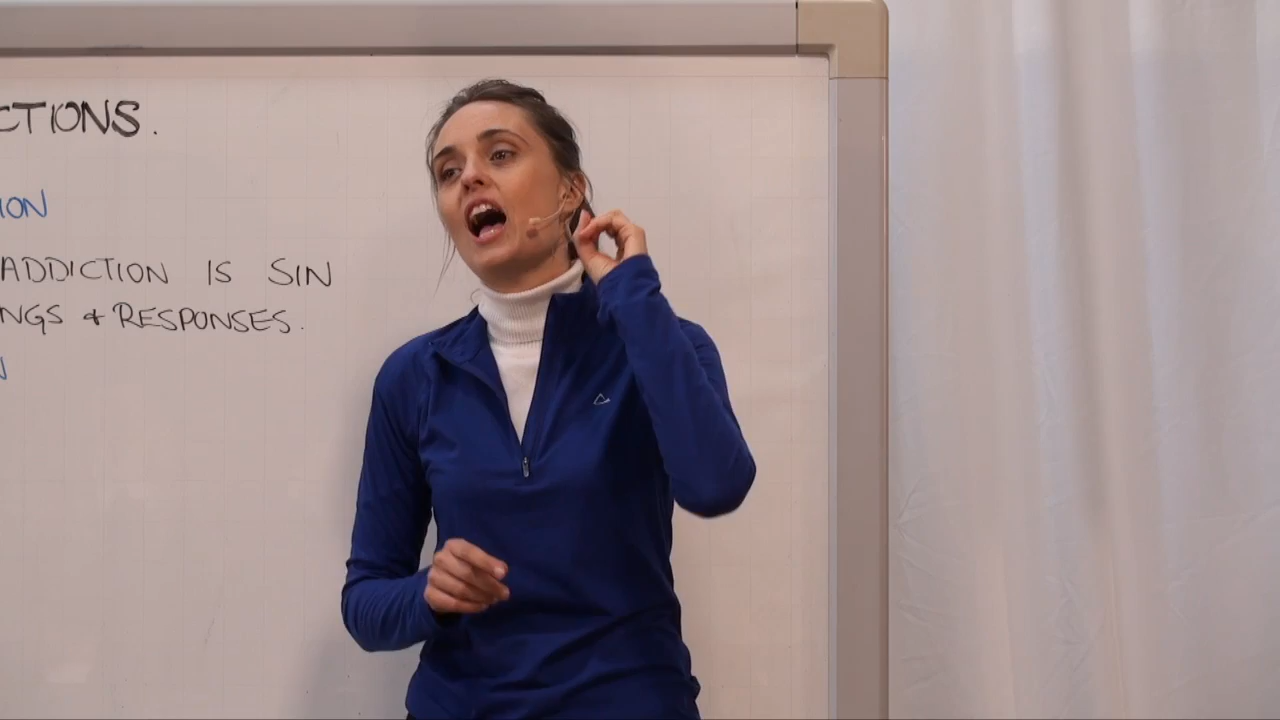 CTIONS.
ION
ADDICTION IS SIN
NGS & RESPONSES.
N